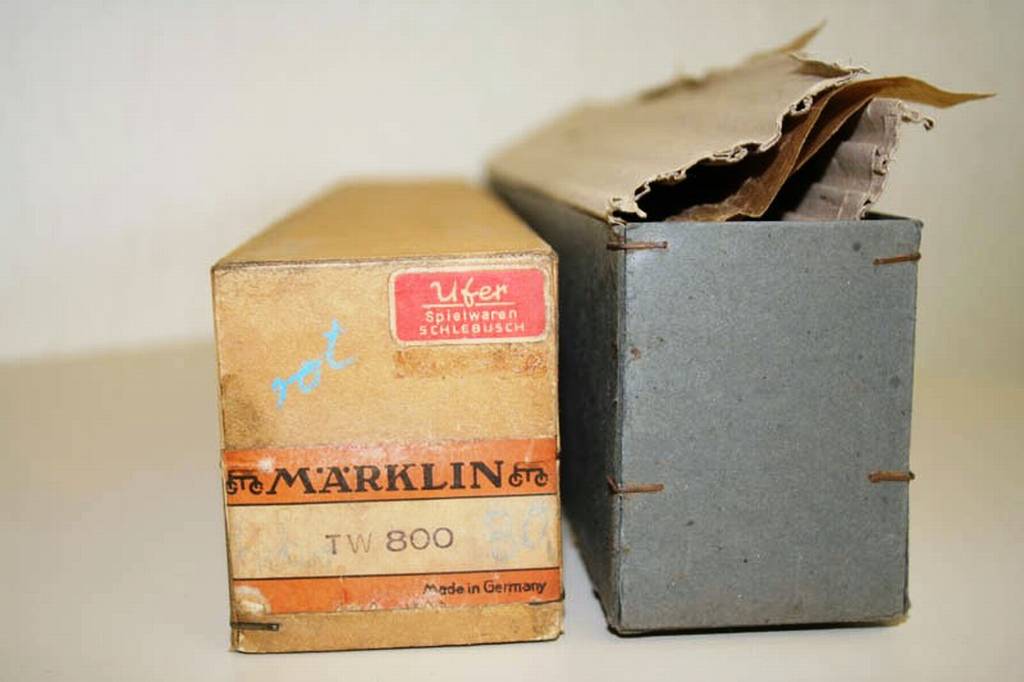 Ufer
Spielwaren
SCHLEBUSCH
rot
MÄRKLIN
TW 800
Made in Germany